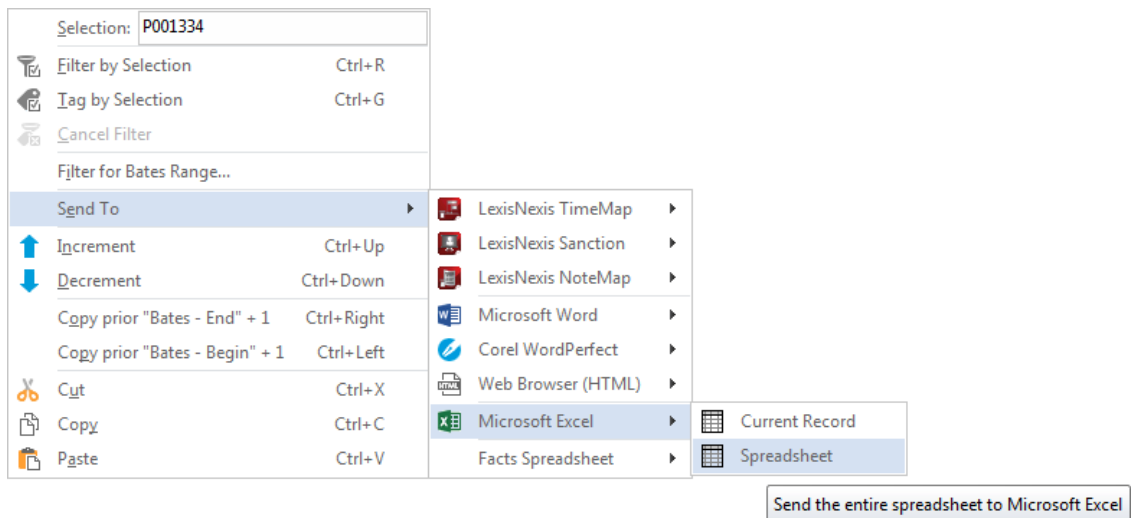 Selection: P001334
Filter by Selection Ctrl+R
Tag by Selection Ctrl+G
Cancel Filter
Filter for Bates Range...
Send To
Increment Ctrl+Up
Decrement Ctrl+Down
Copy prior "Bates - End" + 1 Ctrl+Right
Copy prior "Bates - Begin" + 1 Ctrl+Left
Cut Ctrl+X
Copy Ctrl+C
Paste Ctrl+V
LexisNexis TimeMap
LexisNexis Sanction
LexisNexis NoteMap
Microsoft Word
Corel WordPerfect
HTML Web Browser (HTML)
Microsoft Excel
Facts Spreadsheet
Current Record
Spreadsheet
Send the entire spreadsheet to Microsoft Excel